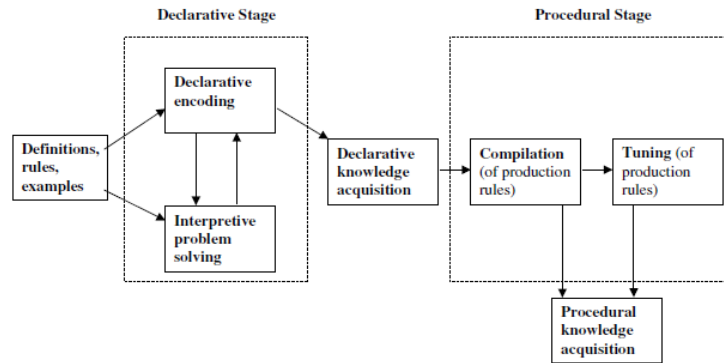 Declarative Stage
Procedural Stage
Declarative
encoding
Definitions,
rules,
examples
Declarative
knowledge
acquisition
Compilation
(of production
rules)
Tuning (of
production
rules)
Interpretive
problem
solving
Procedural
knowledge
acquisition